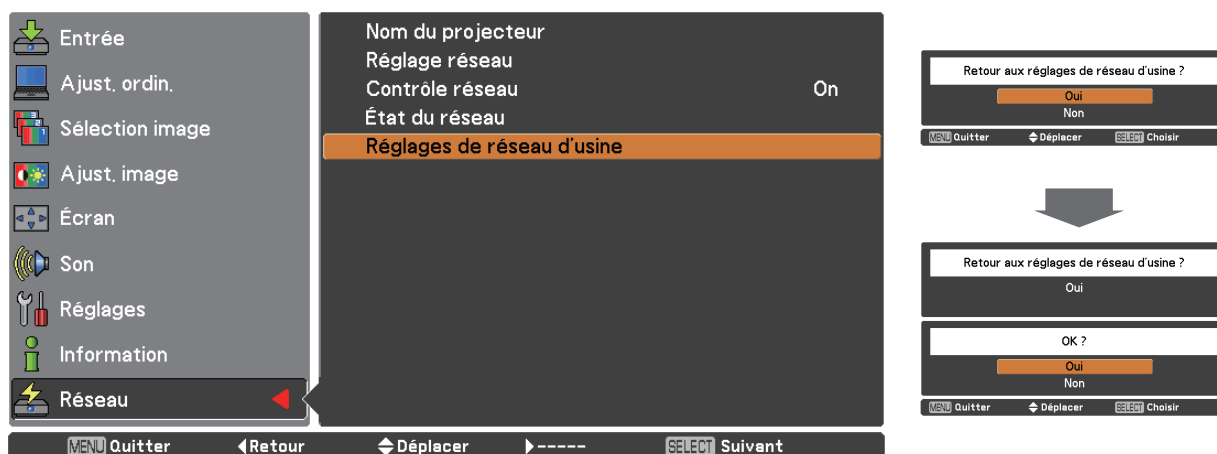 Entrée
Ajust. ordin.
Sélection image
Ajust. image
Écran
Son
Réglages
Information
Réseau
Nom du projecteur
Réglage réseau
Contrôle réseau On
État du réseau
Réglages de réseau d'usine
MENU Quitter Retour Déplacer ----- SELECT Suivant
Retour aux réglages de réseau d'usine ?
Oui
Non
MENU Quitter Déplacer SELECT Choisir
Retour aux réglages de réseau d'usine ?
Oui
OK ?
Oui
Non
MENU Quitter Déplacer SELECT Choisir